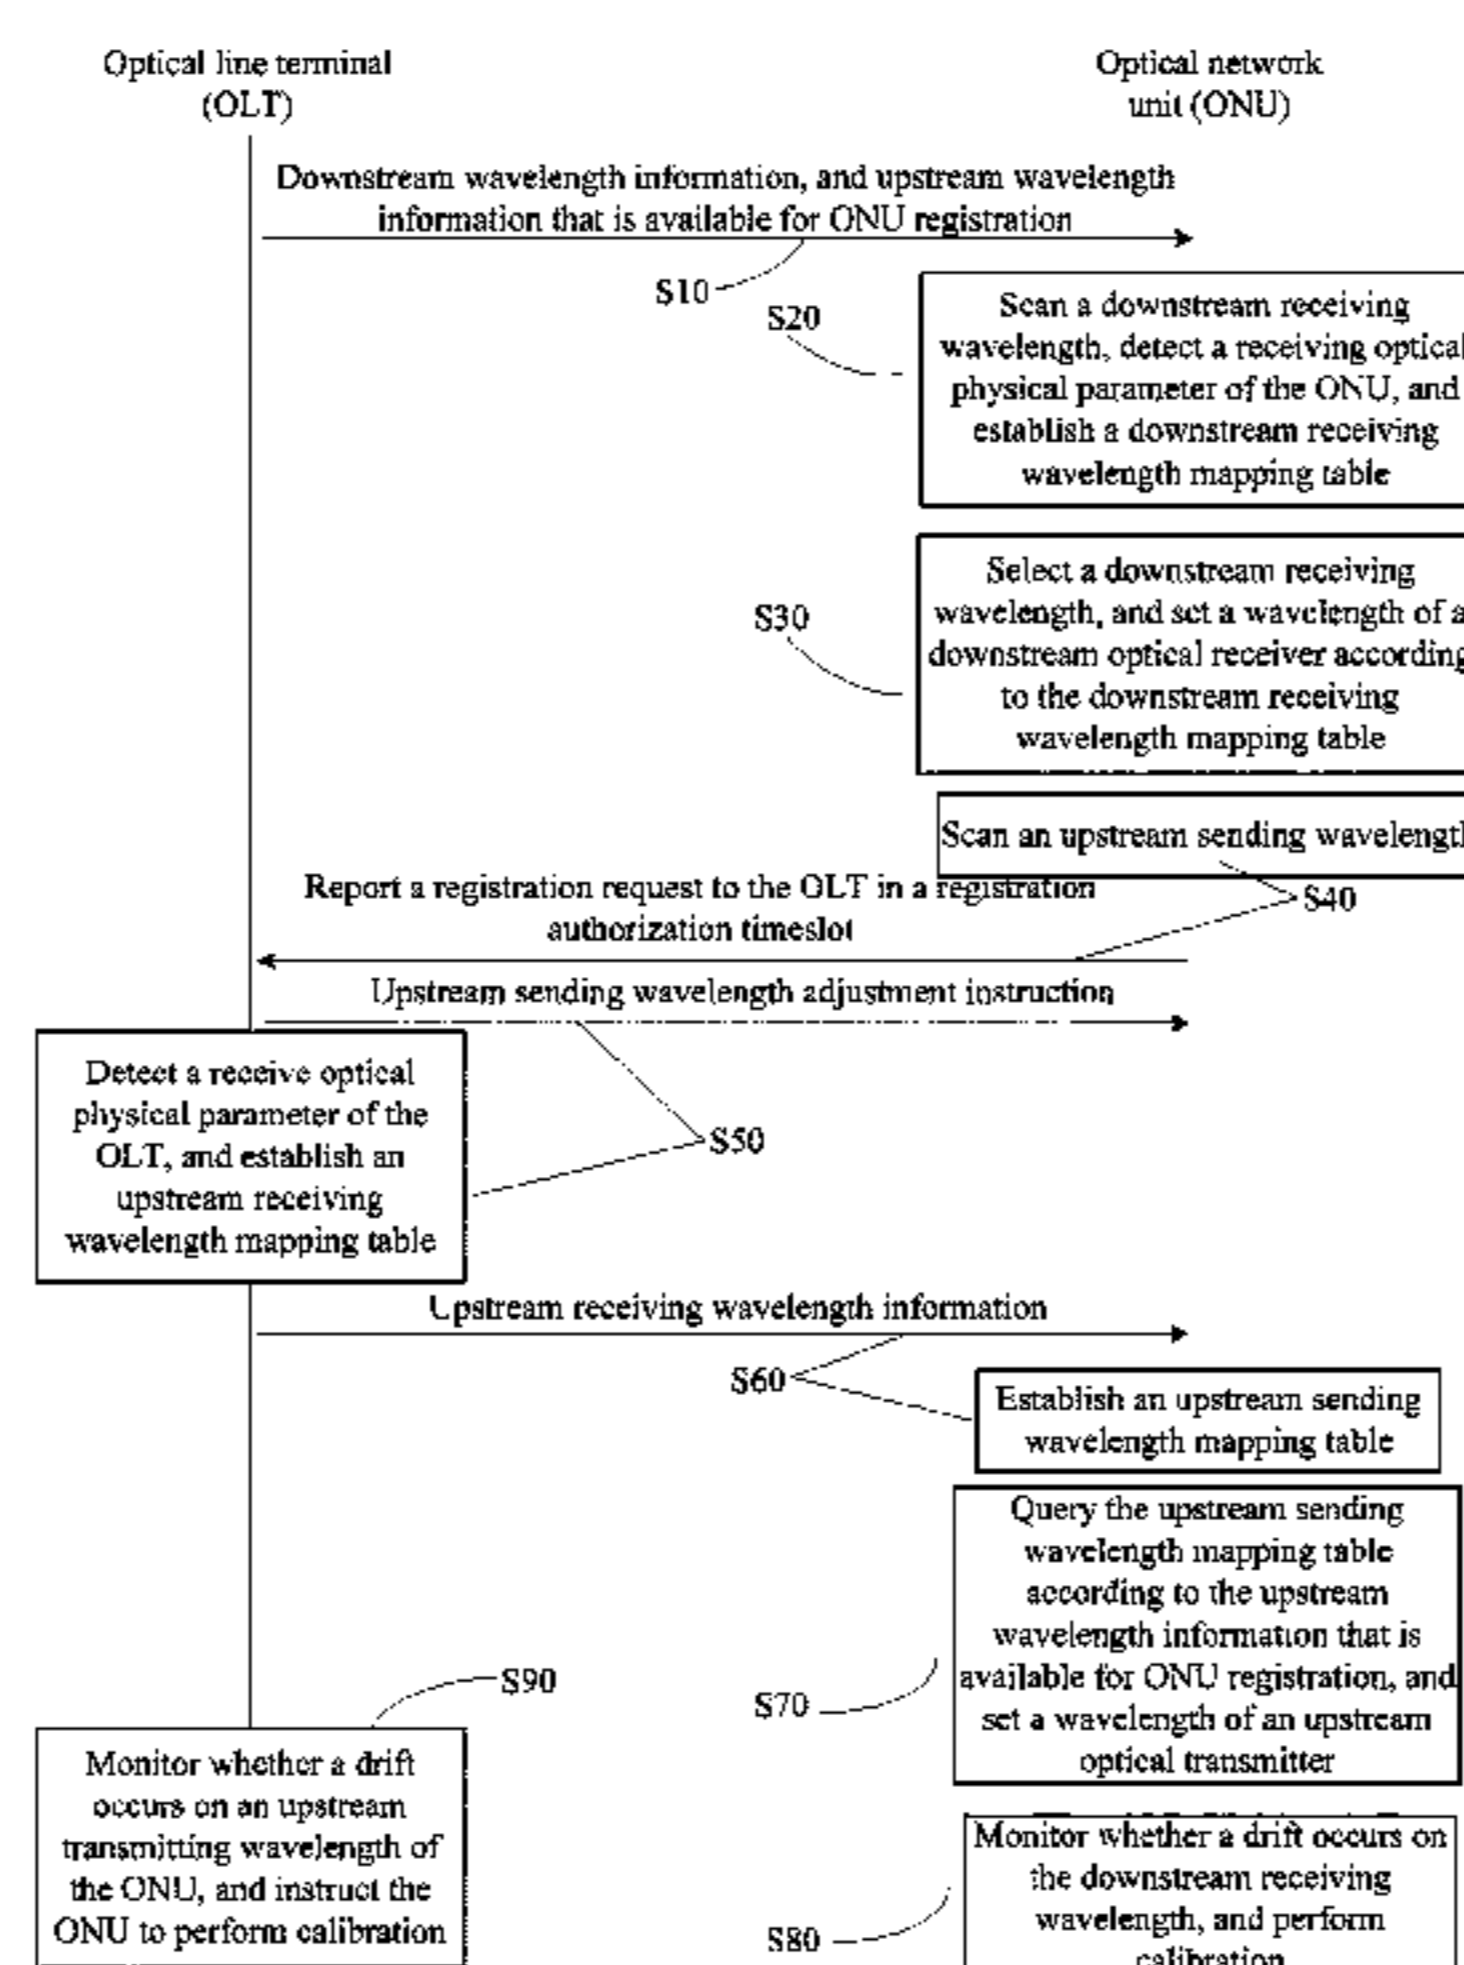 Optical line terminal
(OLT)
Optical network
unit (ONU)
Downstream wavelength information, and upstream wavelength
information that is available for ONU registration
S10
S20
Scan a downstream receiving
wavelength, detect a receiving optical
physical parameter of the ONU, and
establish a downstream receiving
wavelength mapping table
S30
Select a downstream receiving
wavelength, and set a wavelength of a
downstream optical receiver according
to the downstream receiving
wavelength mapping table
Scan an upstream sending wavelength
Report a registration request to the OLT in a registration
authorization timeslot
S40
Upstream sending wavelength adjustment instruction
Detect a receive optical
physical parameter of the
OLT, and establish an
upstream receiving
wavelength mapping table
S50
Upstream receiving wavelength information
S60
Establish an upstream sending
wavelength mapping table
Query the upstream sending
wavelength mapping table
according to the upstream
wavelength information that is
available for ONU registration, and
set a wavelength of an upstream
optical transmitter
S70
S90
Monitor whether a drift
occurs on an upstream
transmitting wavelength of
the ONU, and instruct the
ONU to perform calibration
Monitor whether a drift occurs on
the downstream receiving
wavelength, and perform
calibration
S80